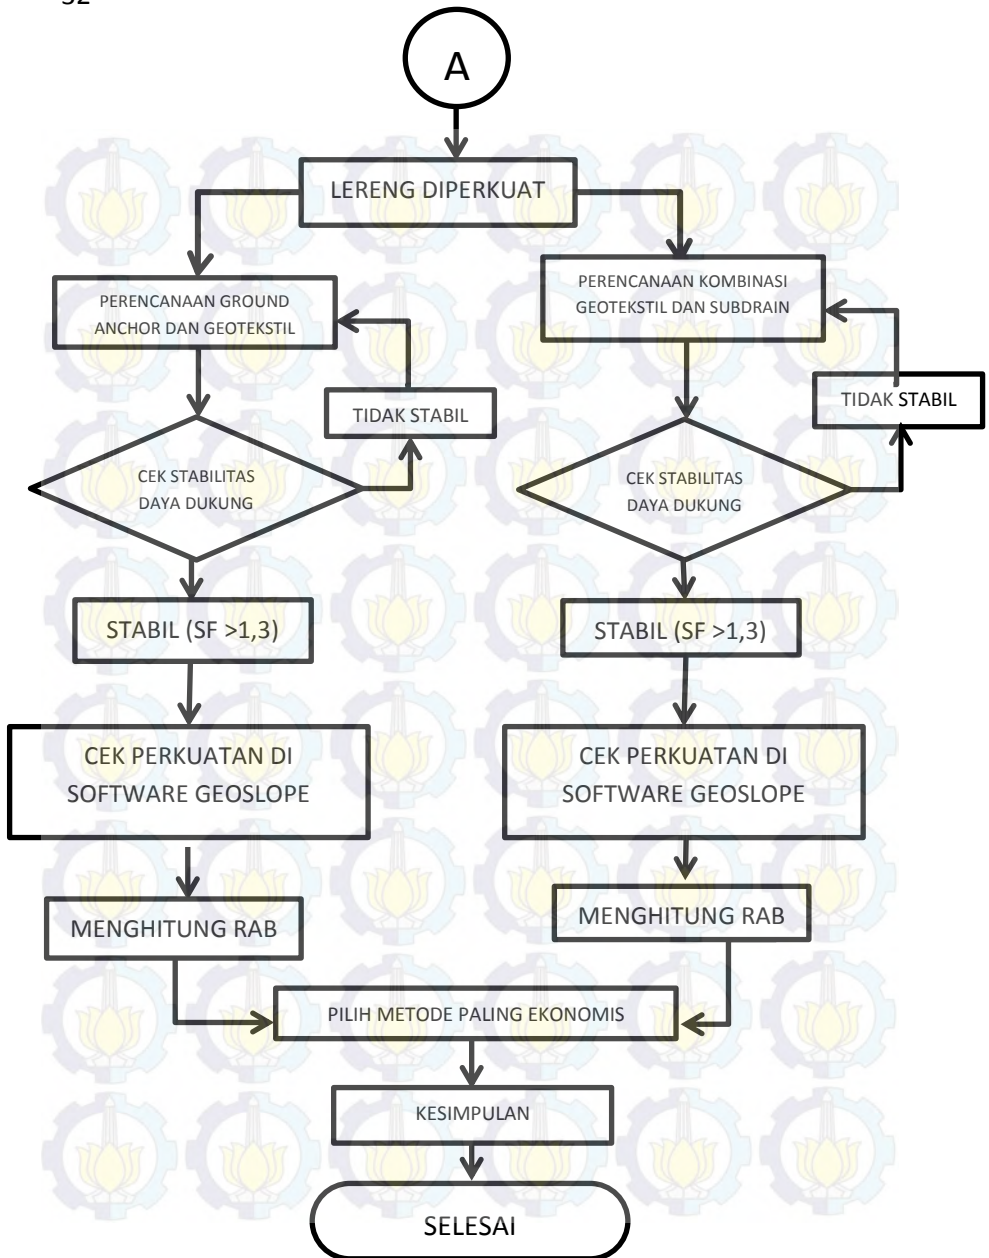 A
LERENG DIPERKUAT
PERENCANAAN GROUND
ANCHOR DAN GEOTEKSTIL
TIDAK STABIL
CEK STABILITAS
DAYA DUKUNG
STABIL (SF >1,3)
CEK PERKUATAN DI
SOFTWARE GEOSLOPE
MENGHITUNG RAB
PERENCANAAN KOMBINASI
GEOTEKSTIL DAN SUBDRAIN
TIDAK STABIL
CEK STABILITAS
DAYA DUKUNG
STABIL (SF >1,3)
CEK PERKUATAN DI
SOFTWARE GEOSLOPE
MENGHITUNG RAB
PILIH METODE PALING EKONOMIS
KESIMPULAN
SELESAI